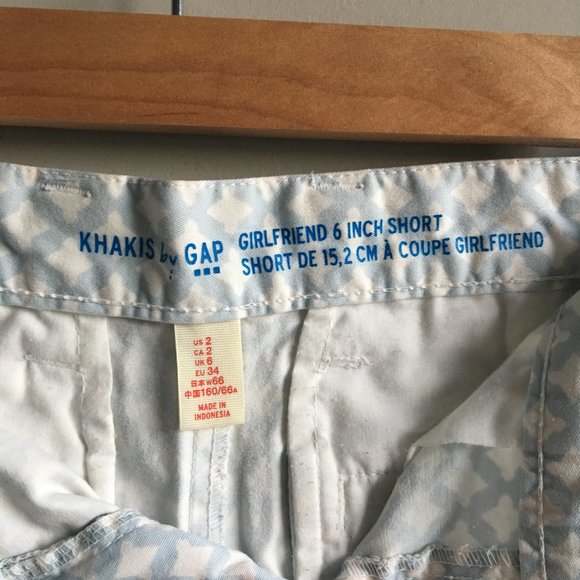 KHAKIS by GAP
GIRLFRIEND 6 INCH SHORT
SHORT DE 15,2 CM À COUPE GIRLFRIEND
US 2
CA 2
UK 6
EU 34
日本 W66
中国 160/66A
MADE IN
INDONESIA